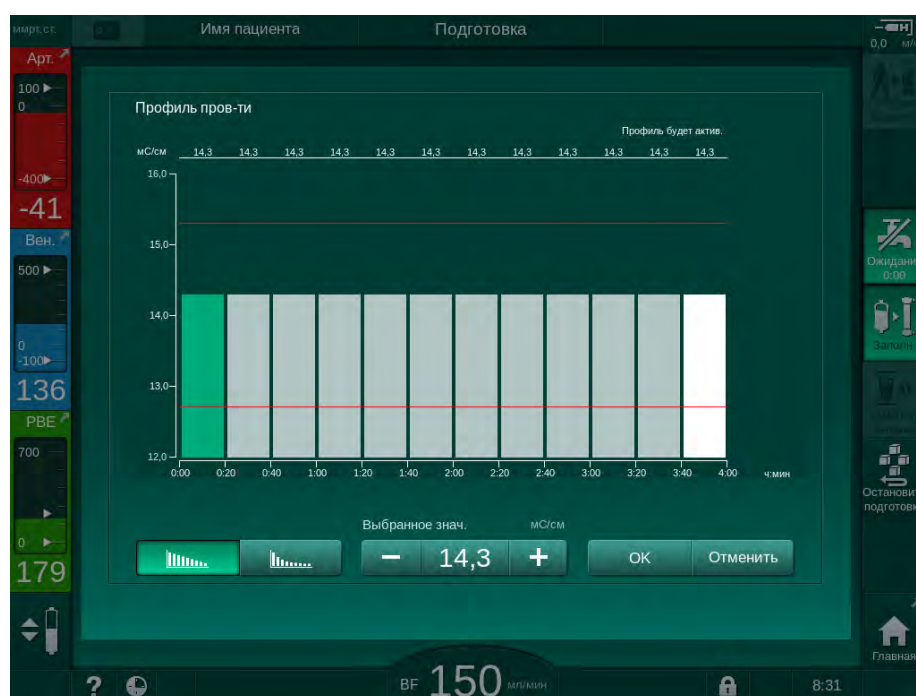 ммрт.ст.
Имя пациента
Подготовка
0,0
Арт.
100
0
-400
-41
Вен.
500
0
-100
136
PBE
700
0
179
Профиль пров-ти
Профиль будет актив.
мС/см 14,3 14,3 14,3 14,3 14,3 14,3 14,3 14,3 14,3 14,3 14,3 14,3
16,0
15,0
14,0
13,0
12,0
0:00 0:20 0:40 1:00 1:20 1:40 2:00 2:20 2:40 3:00 3:20 3:40 4:00 ч:мин
Выбранное знач. мС/см
− 14,3 +
OK
Отменить
Ожидани
0:00
Заполн.
Останови
подготовк
Главная
? BF 150 мл/мин 8:31